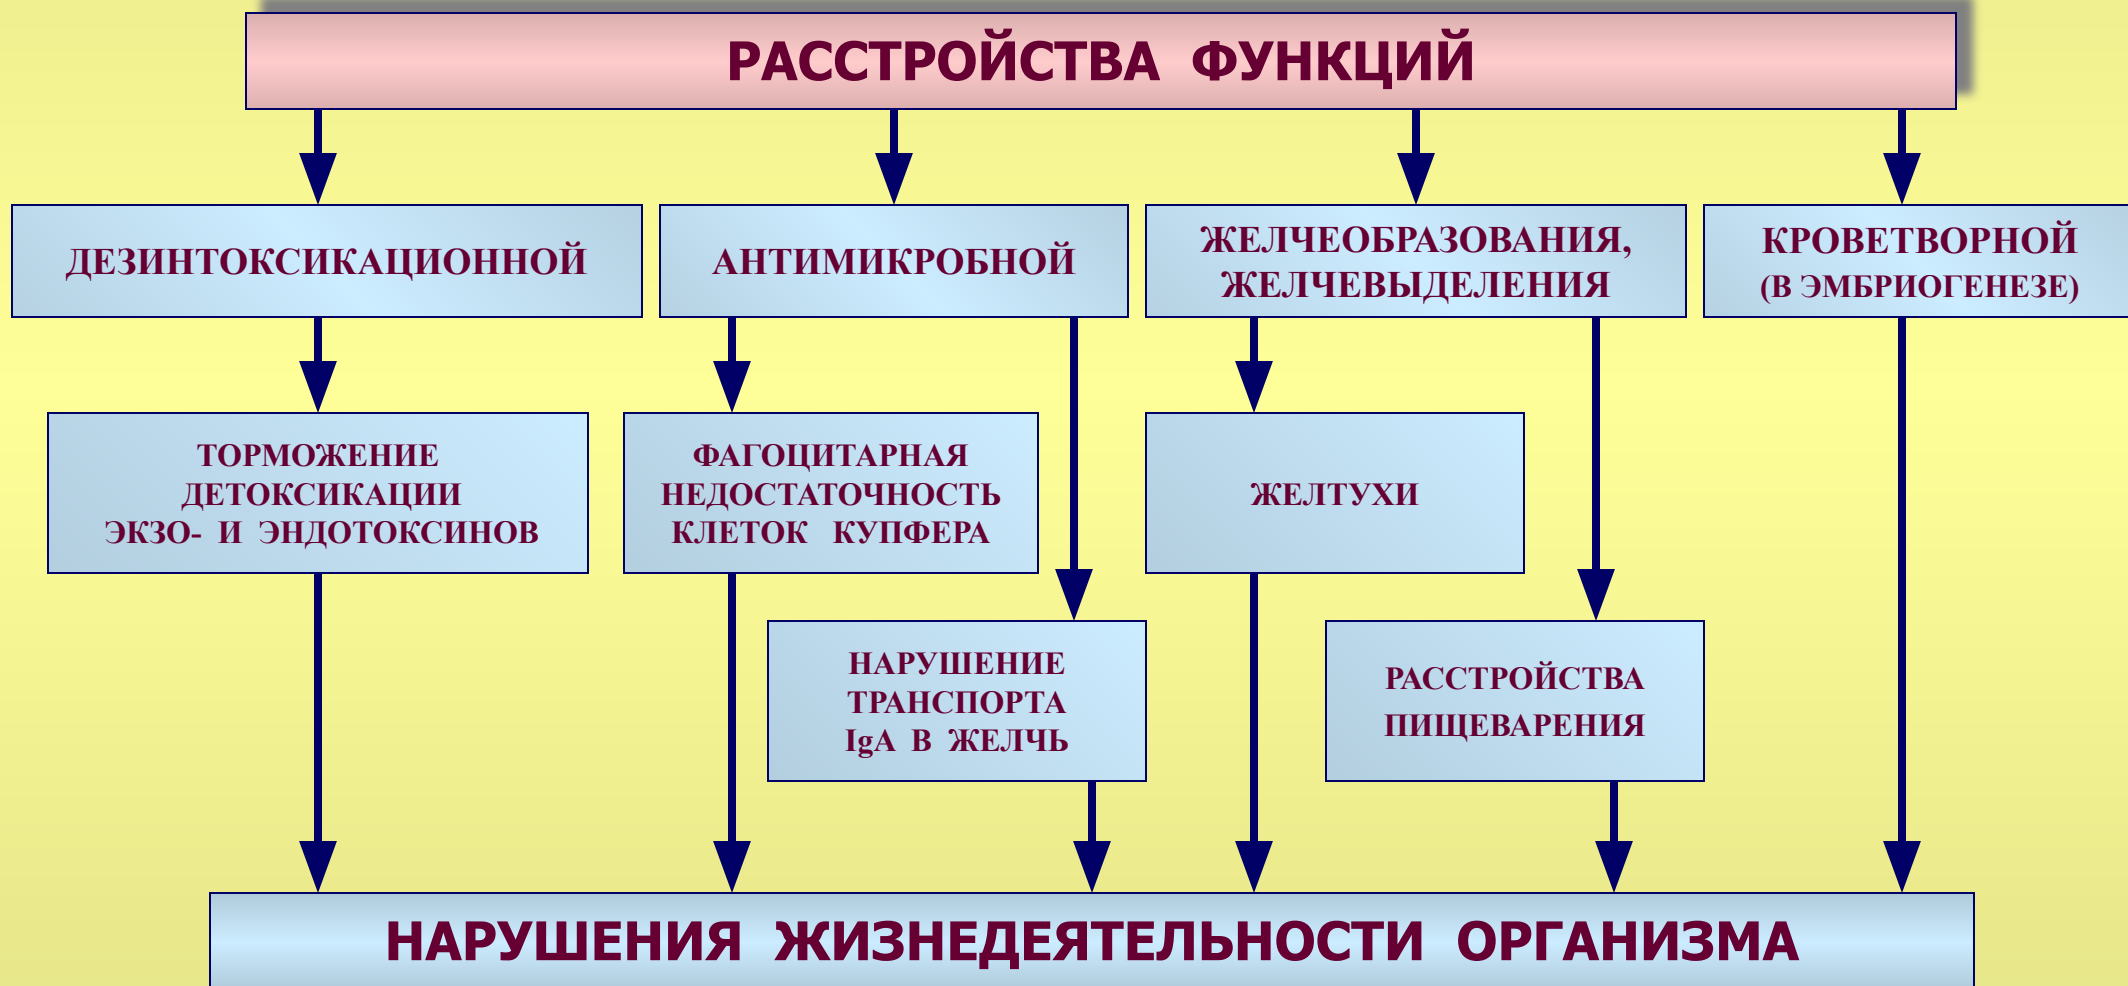 РАССТРОЙСТВА ФУНКЦИЙ
ДЕЗИНТОКСИКАЦИОННОЙ
АНТИМИКРОБНОЙ
ЖЕЛЧЕОБРАЗОВАНИЯ,
ЖЕЛЧЕВЫДЕЛЕНИЯ
КРОВЕТВОРНОЙ
(В ЭМБРИОГЕНЕЗЕ)
ТОРМОЖЕНИЕ
ДЕТОКСИКАЦИИ
ЭКЗО- И ЭНДОТОКСИНОВ
ФАГОЦИТАРНАЯ
НЕДОСТАТОЧНОСТЬ
КЛЕТОК КУПФЕРА
ЖЕЛТУХИ
НАРУШЕНИЕ
ТРАНСПОРТА
IgA В ЖЕЛЧЬ
РАССТРОЙСТВА
ПИЩЕВАРЕНИЯ
НАРУШЕНИЯ ЖИЗНЕДЕЯТЕЛЬНОСТИ ОРГАНИЗМА